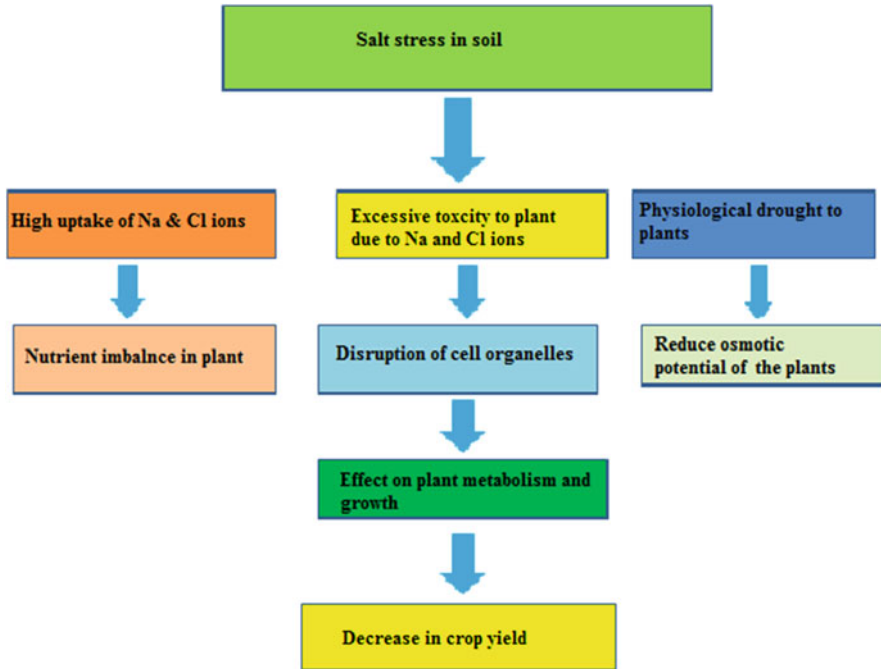 Salt stress in soil
High uptake of Na & Cl ions
Excessive toxcity to plant
due to Na and Cl ions
Physiological drought to
plants
Nutrient imbalnce in plant
Disruption of cell organelles
Reduce osmotic
potential of the plants
Effect on plant metabolism and
growth
Decrease in crop yield